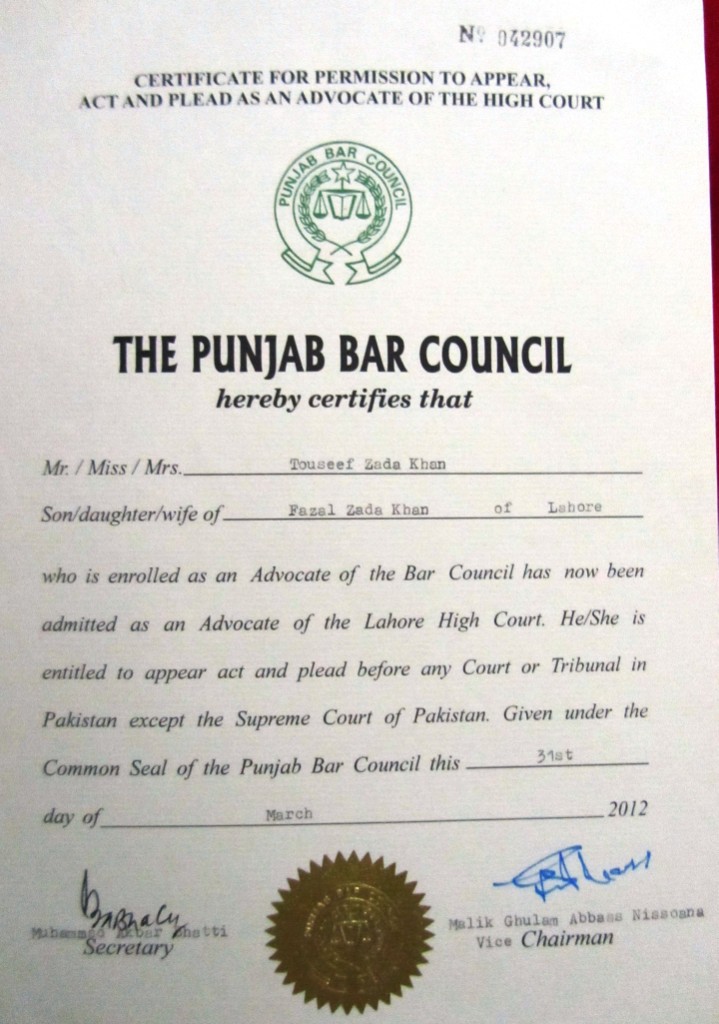 Nº 042907
CERTIFICATE FOR PERMISSION TO APPEAR,
ACT AND PLEAD AS AN ADVOCATE OF THE HIGH COURT
PUNJAB BAR COUNCIL
THE PUNJAB BAR COUNCIL
hereby certifies that
Mr. / Miss / Mrs. Touseef Zada Khan
Son/daughter/wife of Fazal Zada Khan of Lahore
who is enrolled as an Advocate of the Bar Council has now been
admitted as an Advocate of the Lahore High Court. He/She is
entitled to appear act and plead before any Court or Tribunal in
Pakistan except the Supreme Court of Pakistan. Given under the
Common Seal of the Punjab Bar Council this 31st
day of March 2012
Muhammad Akbar Bhatti
Secretary
Malik Ghulam Abbass Nissoana
Vice Chairman